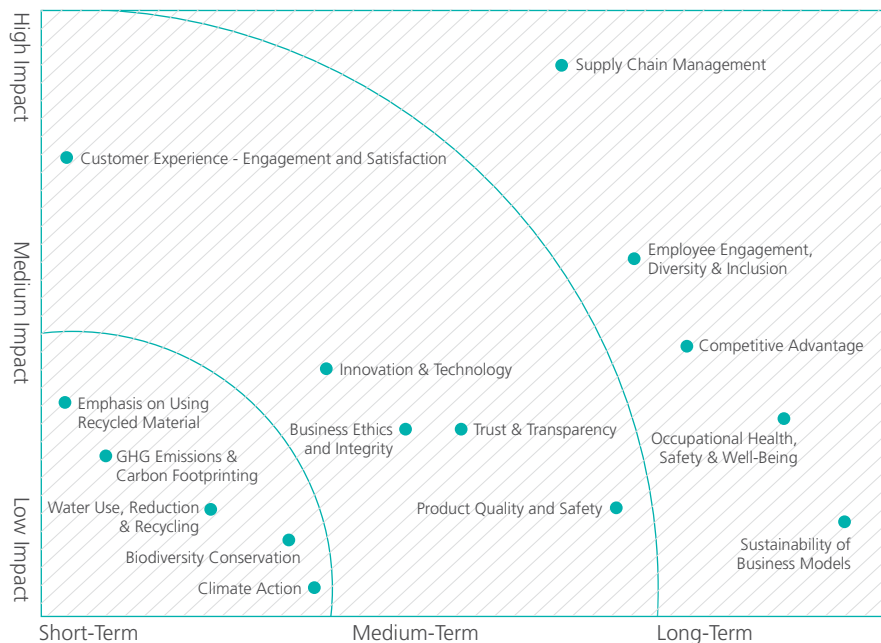 High Impact
Medium Impact
Low Impact
Supply Chain Management
Customer Experience - Engagement and Satisfaction
Employee Engagement,
Diversity & Inclusion
Competitive Advantage
Innovation & Technology
Emphasis on Using
Recycled Material
Business Ethics
and Integrity
Trust & Transparency
Occupational Health,
Safety & Well-Being
GHG Emissions &
Carbon Footprinting
Water Use, Reduction
& Recycling
Product Quality and Safety
Biodiversity Conservation
Sustainability of
Business Models
Climate Action
Short-Term
Medium-Term
Long-Term